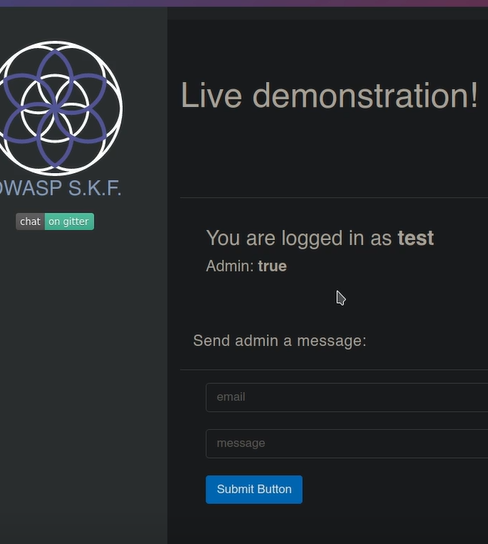 Live demonstration!
OWASP S.K.F.
chat on gitter
You are logged in as test
Admin: true
Send admin a message:
email
message
Submit Button